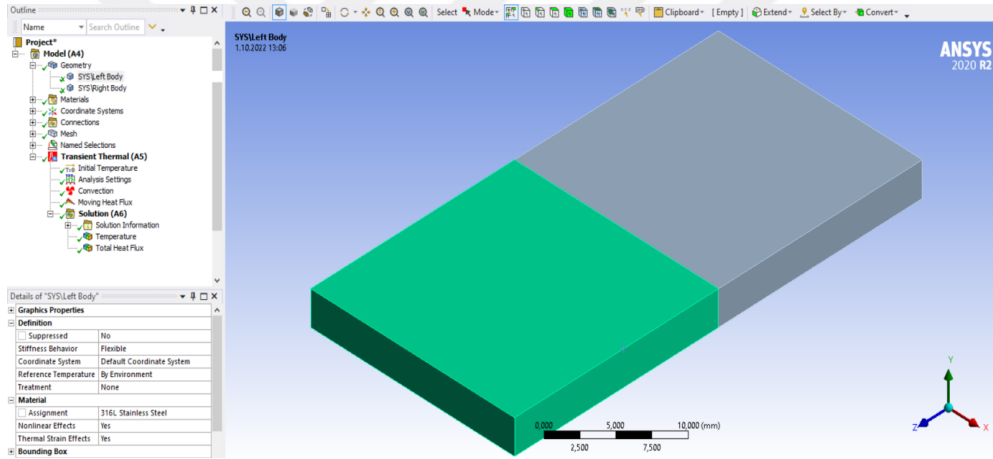 Outline
Name Search Outline
Project*
Model (A4)
Geometry
SYS\Left Body
SYS\Right Body
Materials
Coordinate Systems
Connections
Mesh
Named Selections
Transient Thermal (A5)
Initial Temperature
Analysis Settings
Convection
Moving Heat Flux
Solution (A6)
Solution Information
Temperature
Total Heat Flux
Details of "SYS\Left Body"
Graphics Properties
Definition
Suppressed No
Stiffness Behavior Flexible
Coordinate System Default Coordinate System
Reference Temperature By Environment
Treatment None
Material
Assignment 316L Stainless Steel
Nonlinear Effects Yes
Thermal Strain Effects Yes
Bounding Box
Select Mode Clipboard [ Empty ] Extend Select By Convert
SYS\Left Body
1.10.2022 13:06
ANSYS
2020 R2
0,000 5,000 10,000 (mm)
2,500 7,500
Y
Z X